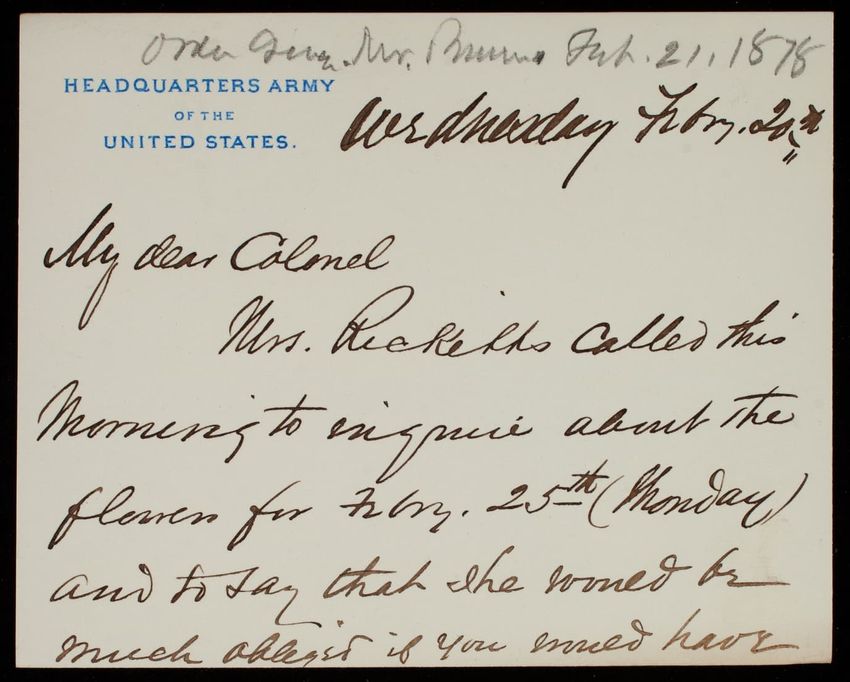 Order Given Mr. Brown Feb. 21, 1878
HEADQUARTERS ARMY
OF THE
UNITED STATES.
Wednesday Febry. 20th
My dear Colonel
Mrs. Ricketts called this
Morning to inquire about the
flowers for Febry. 25th (Monday)
and to say that she would be
much obliged if you would have